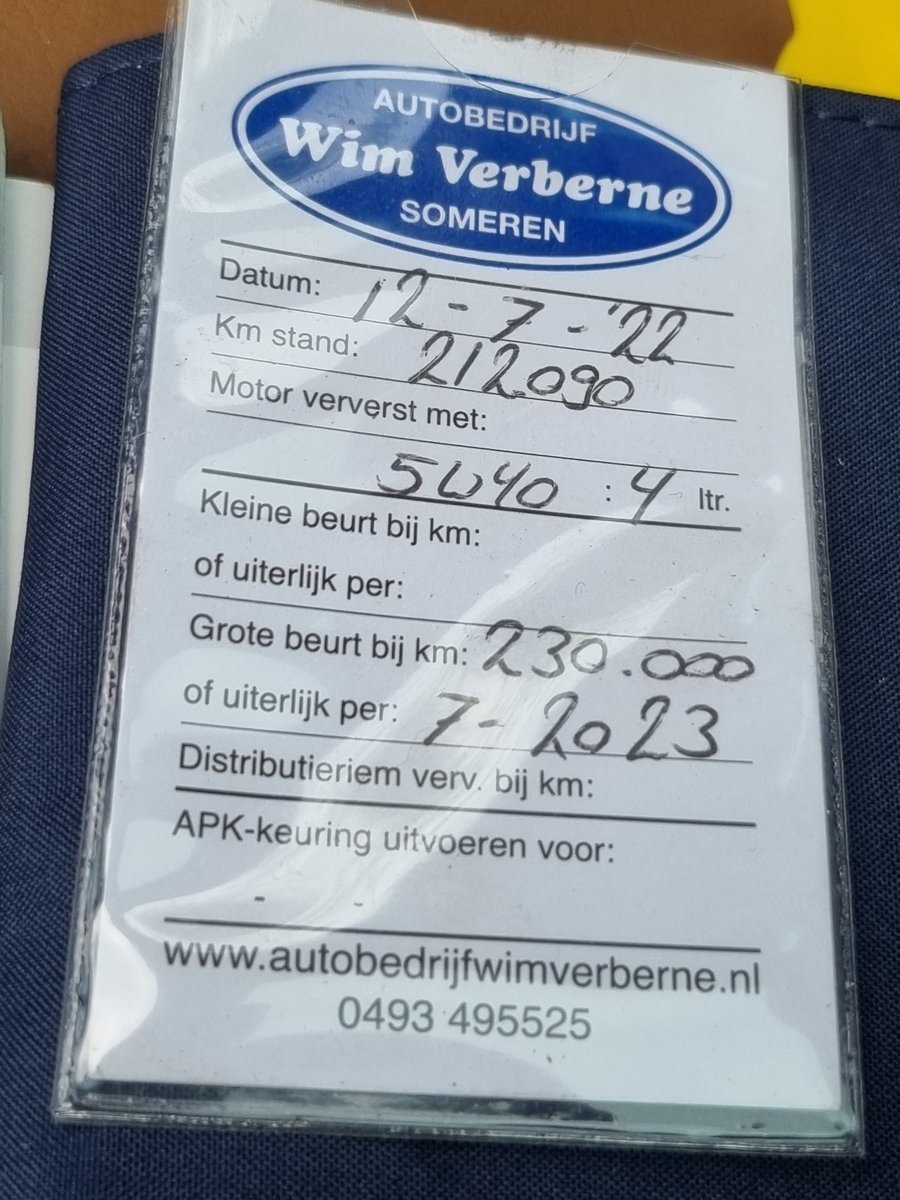 AUTOBEDRIJF
Wim Verberne
SOMEREN
Datum: 12-7-'22
Km stand: 212090
Motor ververst met:
5W40 : 4 ltr.
Kleine beurt bij km:
of uiterlijk per:
Grote beurt bij km: 230.000
of uiterlijk per: 7-2023
Distributieriem verv. bij km:
APK-keuring uitvoeren voor:
- -
www.autobedrijfwimverberne.nl
0493 495525